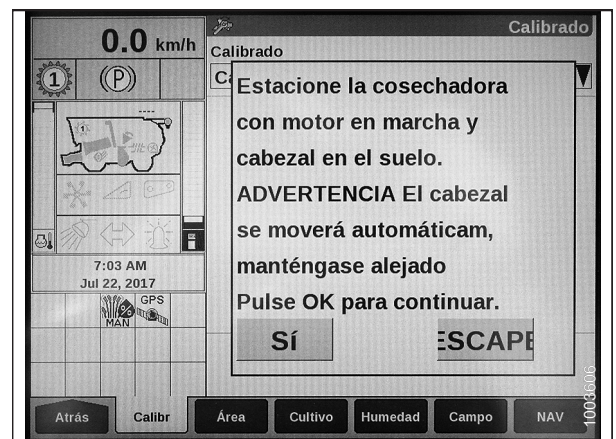 0.0 km/h
Calibrado
Calibrado
Ca
Estacione la cosechadora
con motor en marcha y
cabezal en el suelo.
ADVERTENCIA El cabezal
se moverá automáticam,
manténgase alejado
Pulse OK para continuar.
Sí
ESCAPE
1
(P)
7:03 AM
Jul 22, 2017
GPS
MAN
Atrás
Calibr
Área
Cultivo
Humedad
Campo
NAV
1003606